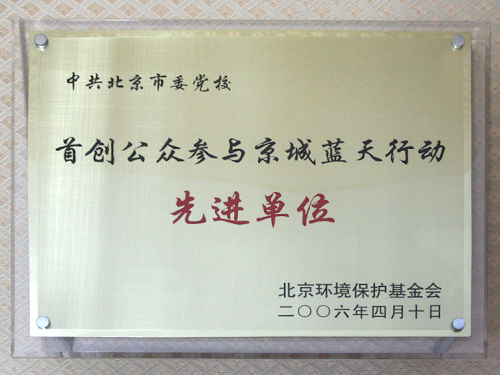 中共北京市委党校
首创公众参与京城蓝天行动
先进单位
北京环境保护基金会
二〇〇六年四月十日